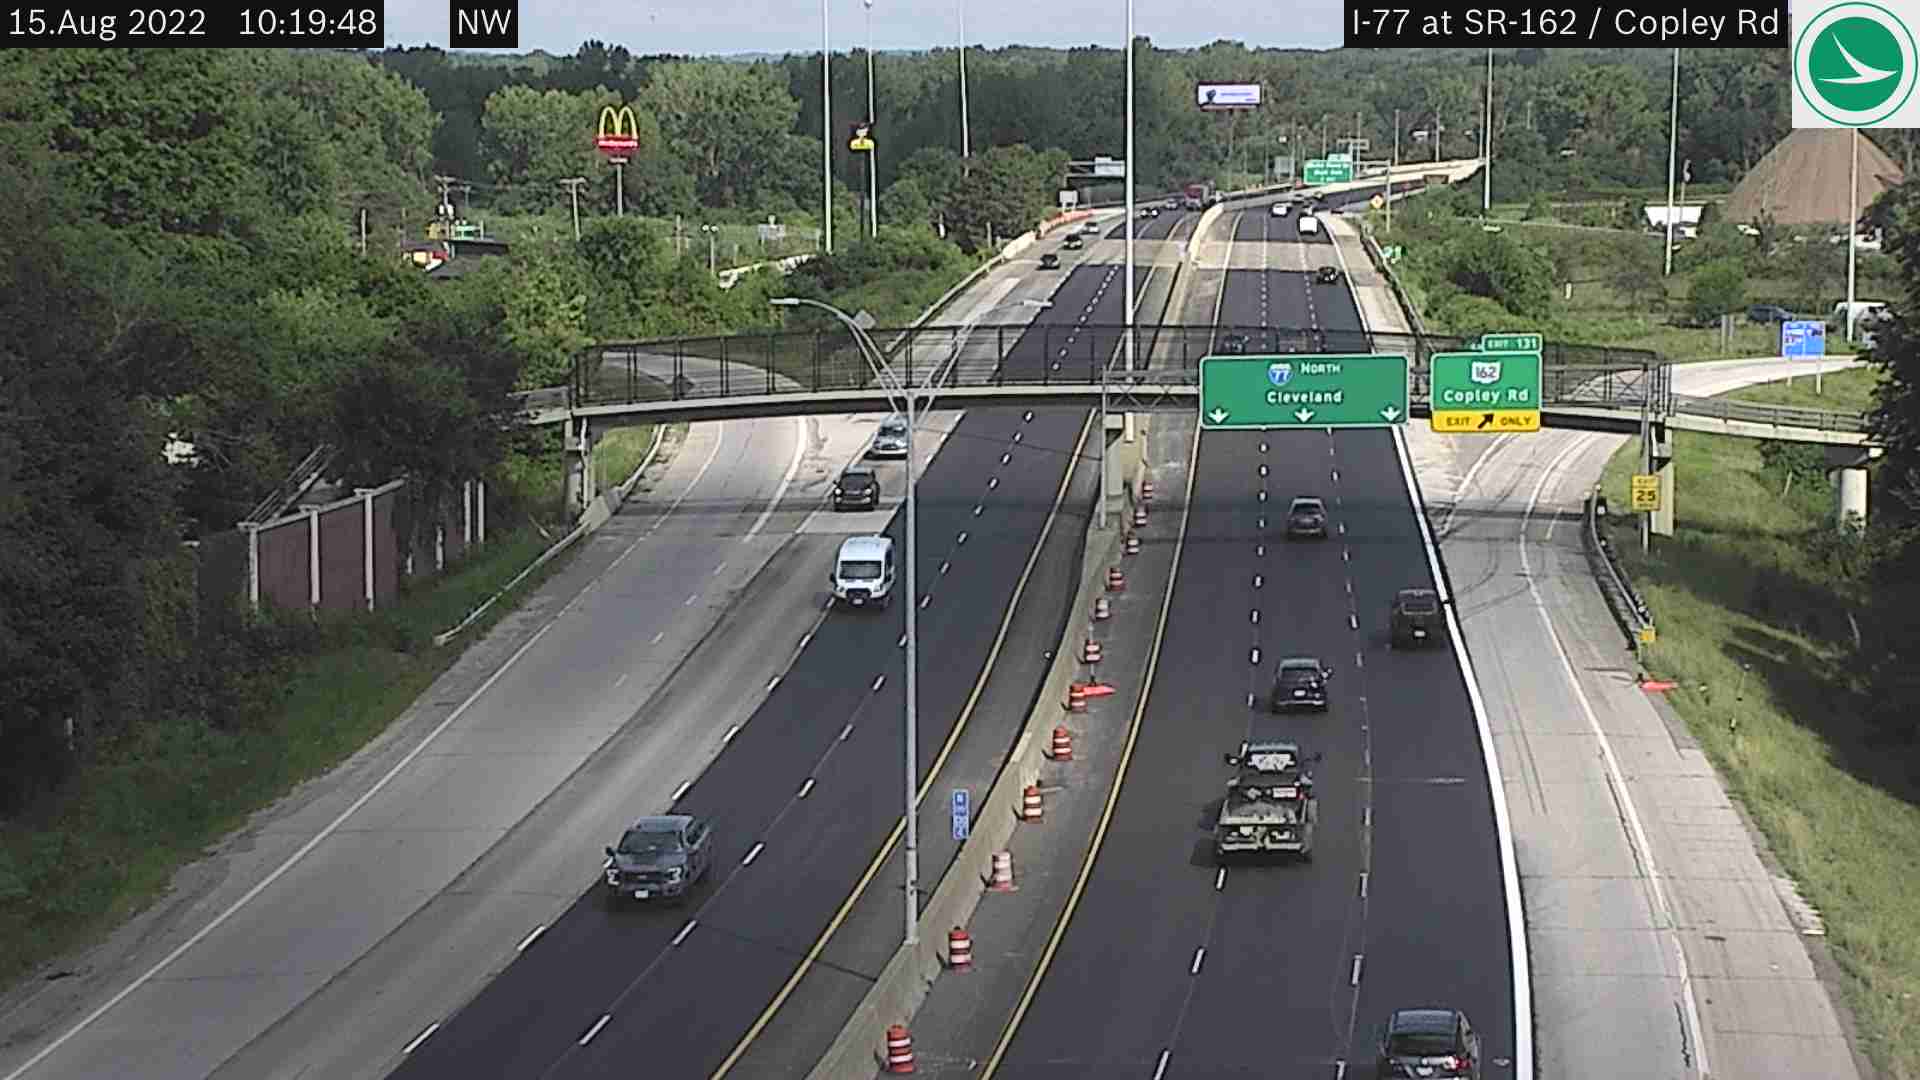 15.Aug 2022 10:19:48
NW
I-77 at SR-162 / Copley Rd
McDonald's
EXIT 131
77 NORTH
Cleveland
162
Copley Rd
EXIT ONLY
EXIT
25